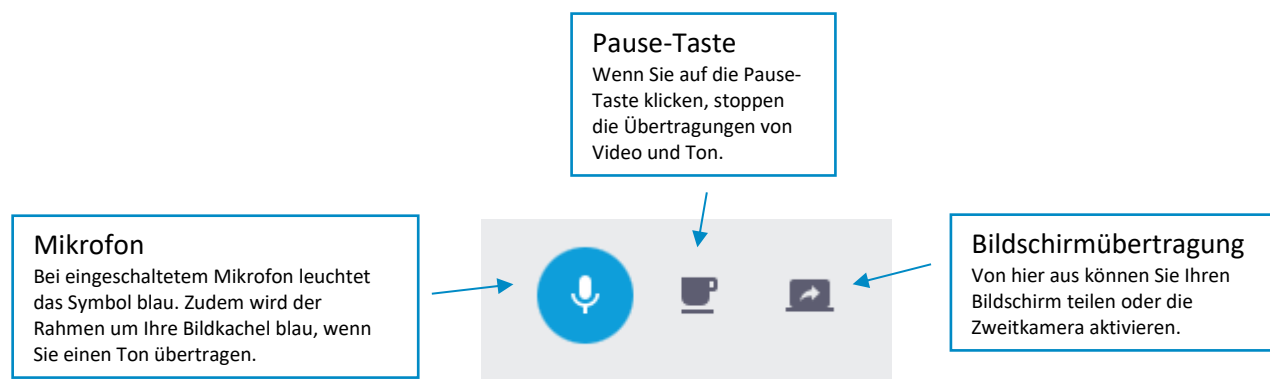 Pause-Taste
Wenn Sie auf die Pause-
Taste klicken, stoppen
die Übertragungen von
Video und Ton.
Mikrofon
Bei eingeschaltetem Mikrofon leuchtet
das Symbol blau. Zudem wird der
Rahmen um Ihre Bildkachel blau, wenn
Sie einen Ton übertragen.
Bildschirmübertragung
Von hier aus können Sie Ihren
Bildschirm teilen oder die
Zweitkamera aktivieren.